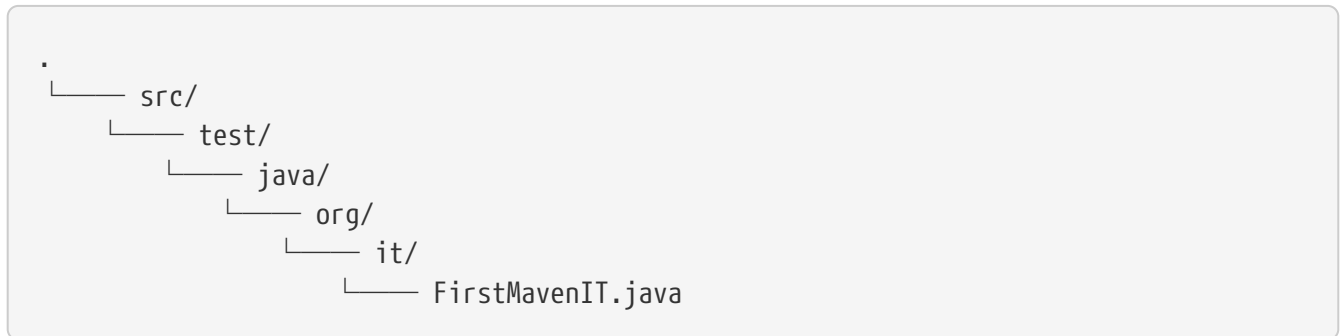 .
└──── src/
└──── test/
└──── java/
└──── org/
└──── it/
└──── FirstMavenIT.java